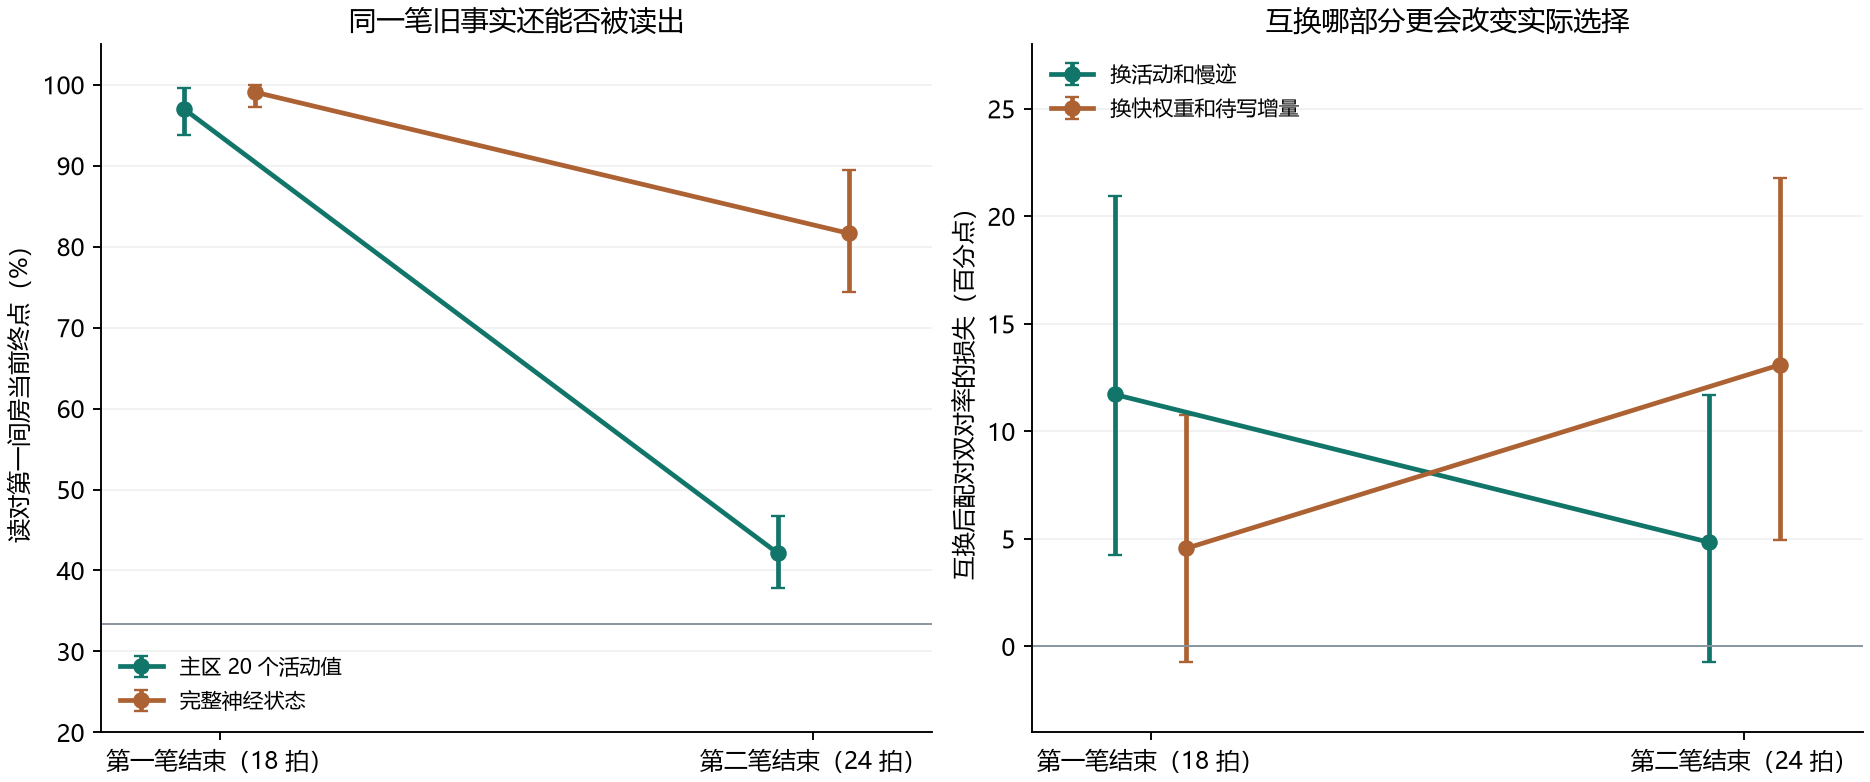 同一笔旧事实还能否被读出
读对第一间房当前终点（%）
100
90
80
70
60
50
40
30
20
主区 20 个活动值
完整神经状态
第一笔结束（18 拍）
第二笔结束（24 拍）
互换哪部分更会改变实际选择
互换后配对双对率的损失（百分点）
25
20
15
10
5
0
换活动和慢迹
换快权重和待写增量
第一笔结束（18 拍）
第二笔结束（24 拍）